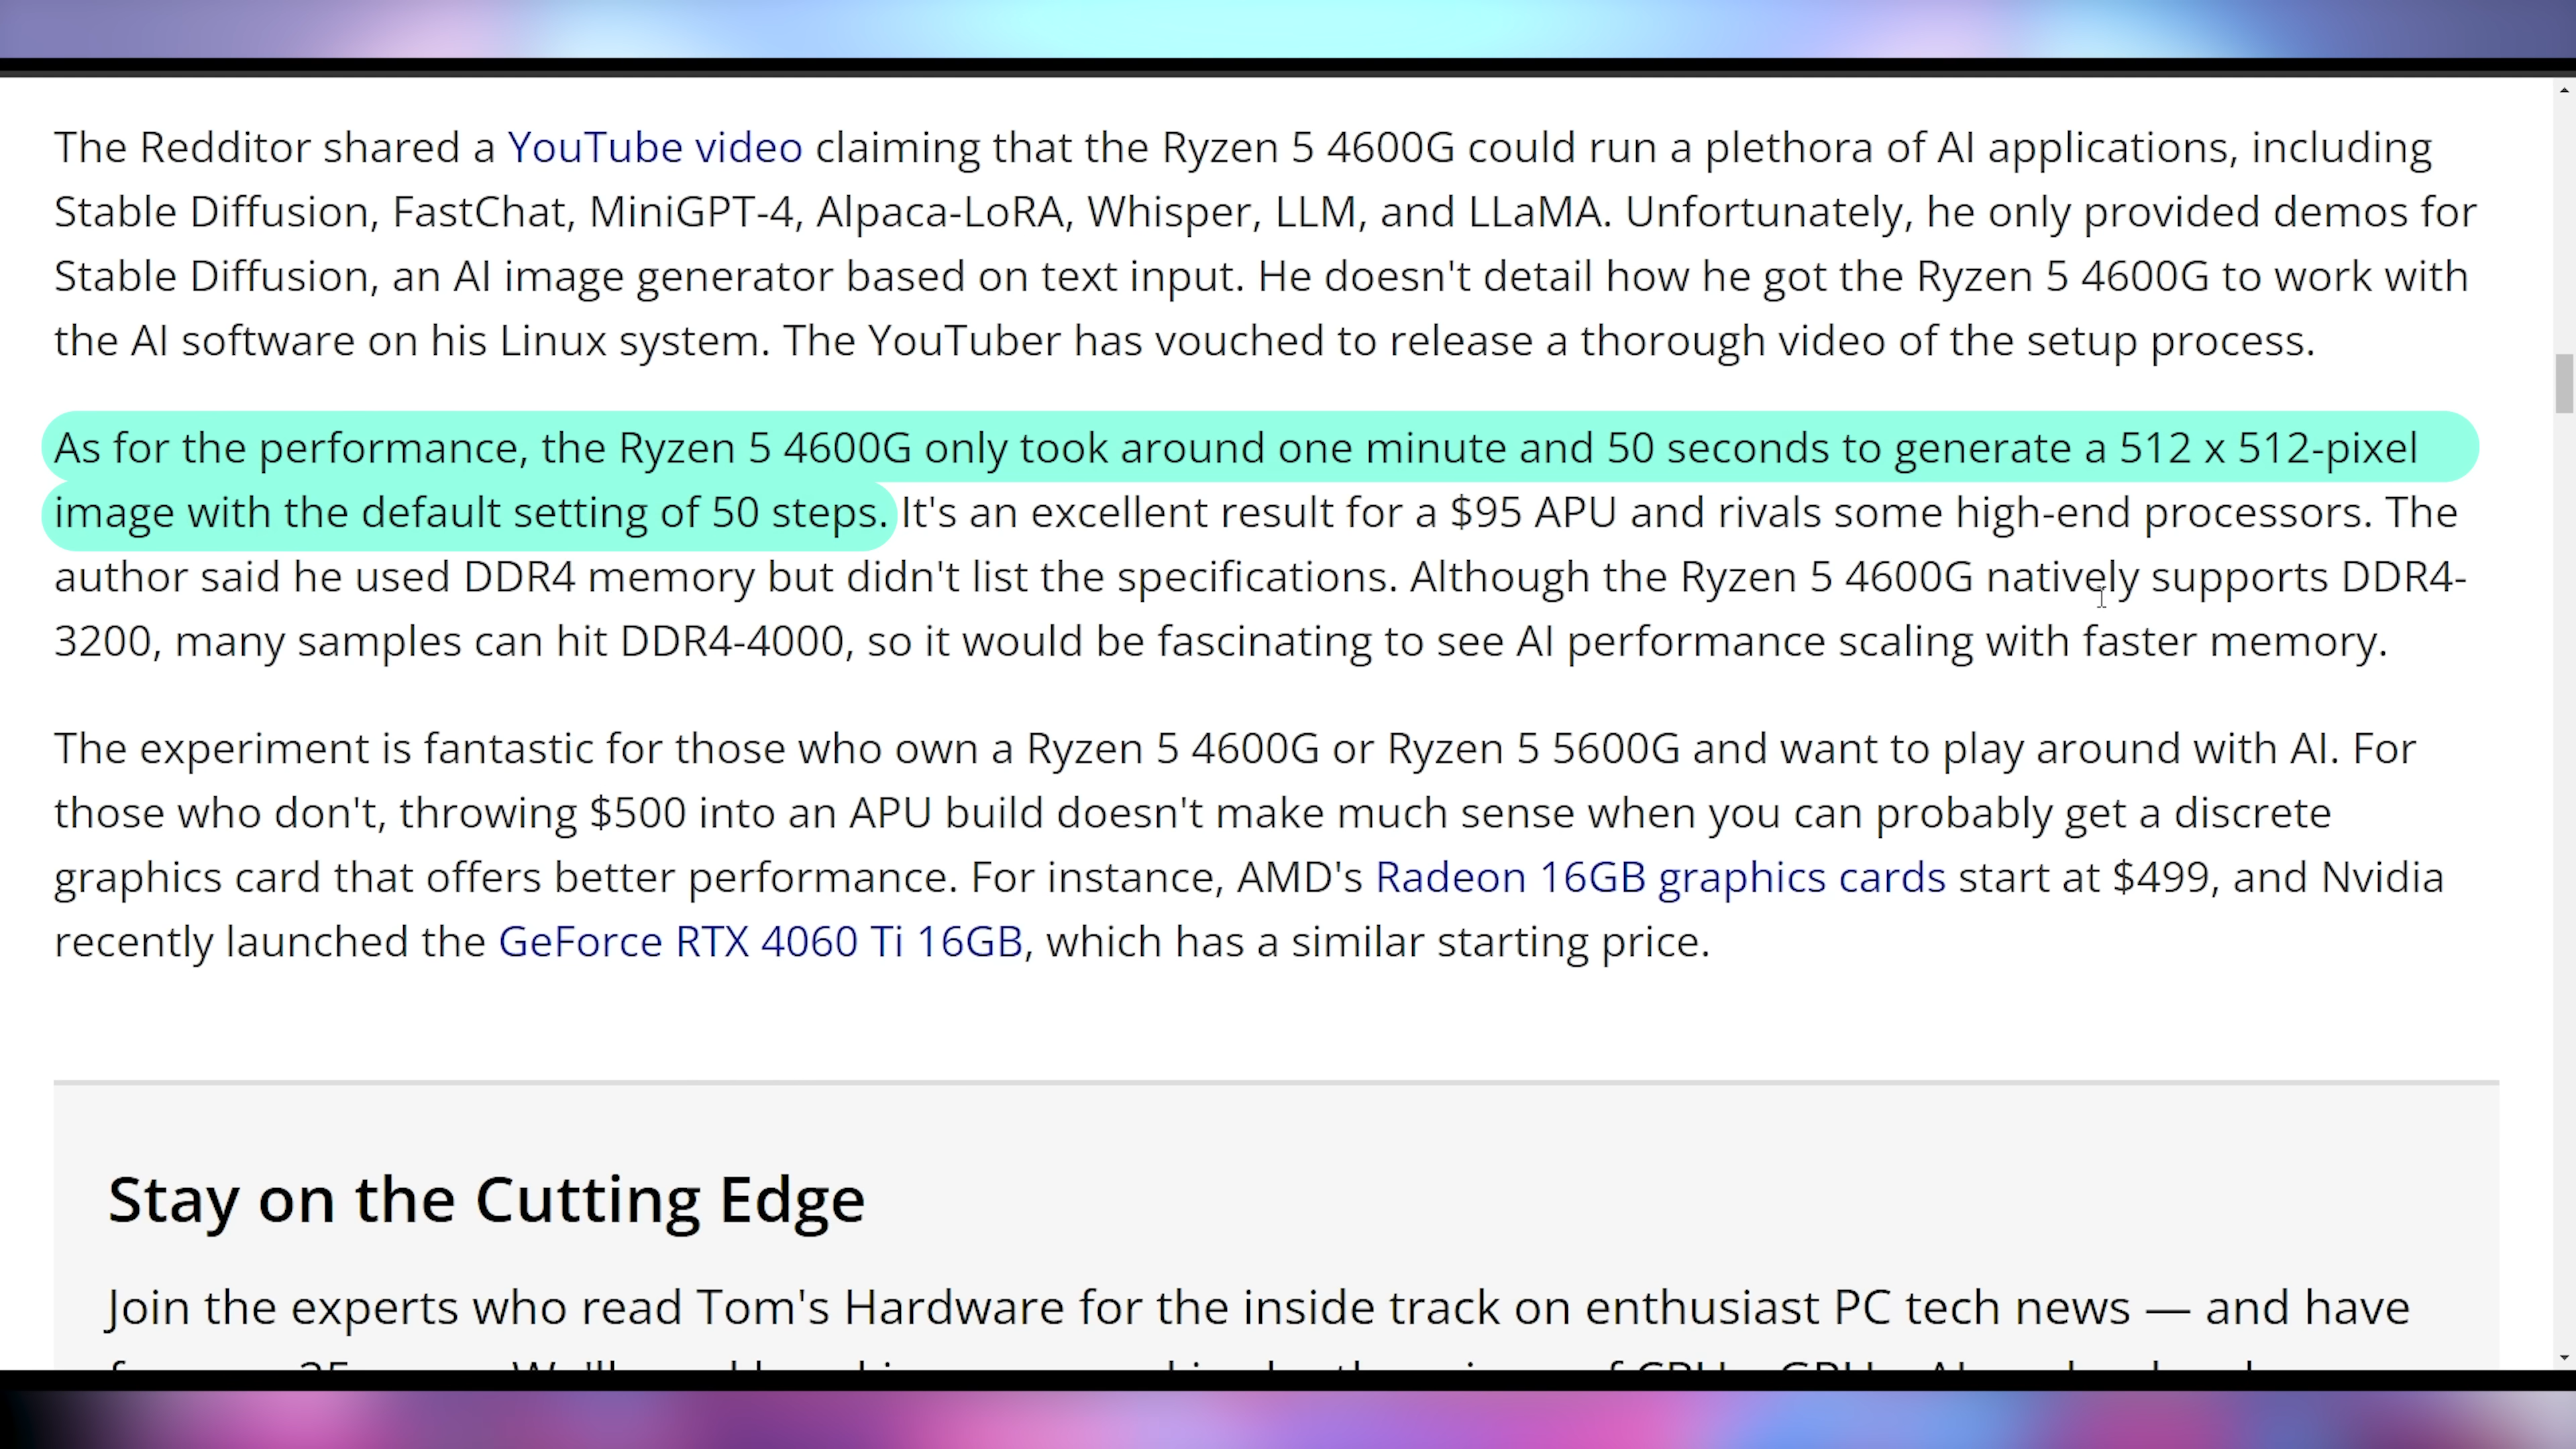 The Redditor shared a YouTube video claiming that the Ryzen 5 4600G could run a plethora of AI applications, including
Stable Diffusion, FastChat, MiniGPT-4, Alpaca-LoRA, Whisper, LLM, and LLaMA. Unfortunately, he only provided demos for
Stable Diffusion, an AI image generator based on text input. He doesn't detail how he got the Ryzen 5 4600G to work with
the AI software on his Linux system. The YouTuber has vouched to release a thorough video of the setup process.
As for the performance, the Ryzen 5 4600G only took around one minute and 50 seconds to generate a 512 x 512-pixel
image with the default setting of 50 steps. It's an excellent result for a $95 APU and rivals some high-end processors. The
author said he used DDR4 memory but didn't list the specifications. Although the Ryzen 5 4600G natively supports DDR4-
3200, many samples can hit DDR4-4000, so it would be fascinating to see AI performance scaling with faster memory.
The experiment is fantastic for those who own a Ryzen 5 4600G or Ryzen 5 5600G and want to play around with AI. For
those who don't, throwing $500 into an APU build doesn't make much sense when you can probably get a discrete
graphics card that offers better performance. For instance, AMD's Radeon 16GB graphics cards start at $499, and Nvidia
recently launched the GeForce RTX 4060 Ti 16GB, which has a similar starting price.
Stay on the Cutting Edge
Join the experts who read Tom's Hardware for the inside track on enthusiast PC tech news — and have